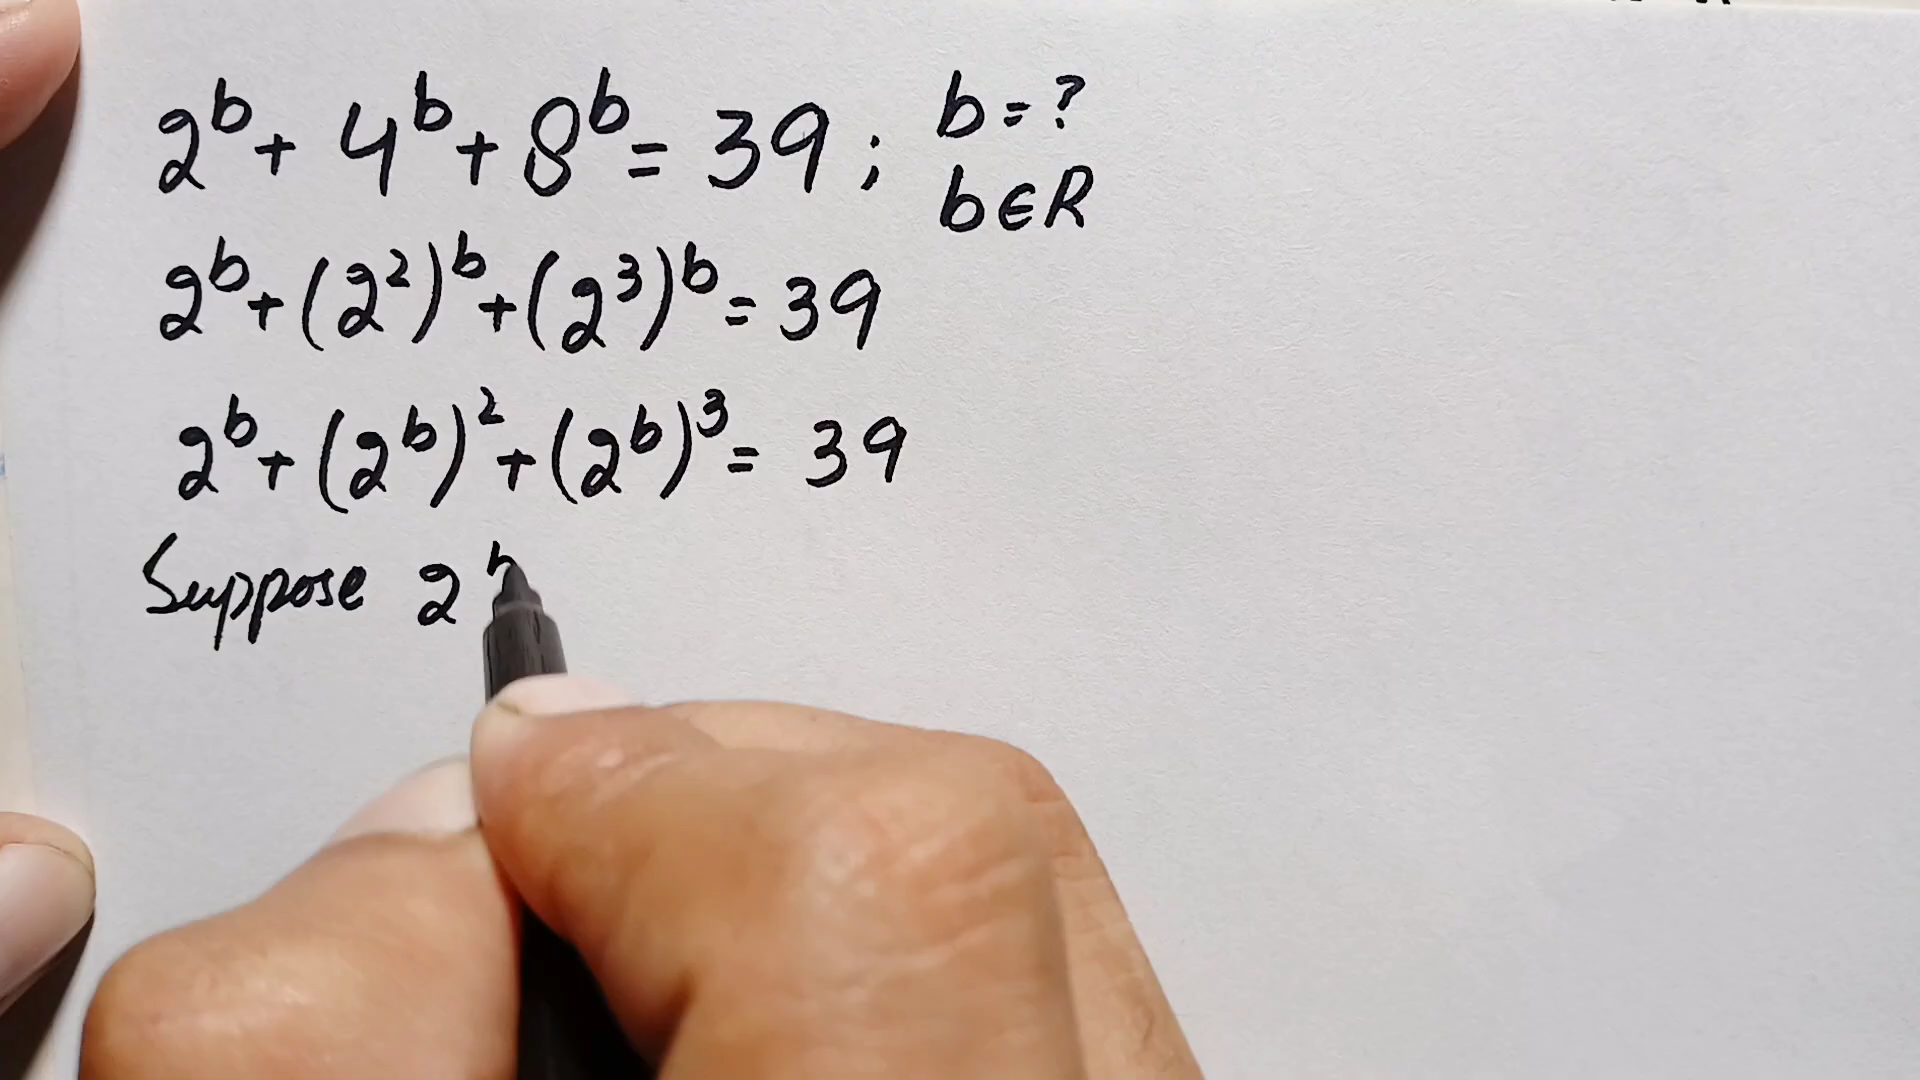 2^b + 4^b + 8^b = 39 ; b = ?
b ∈ R
2^b + (2^2)^b + (2^3)^b = 39
2^b + (2^b)^2 + (2^b)^3 = 39
Suppose 2